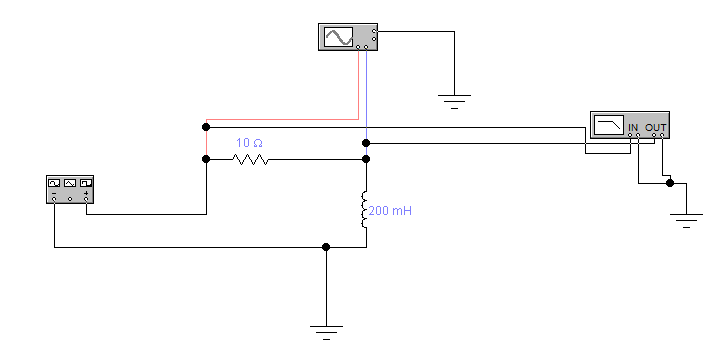 10 Ω
IN OUT
− +
200 mH